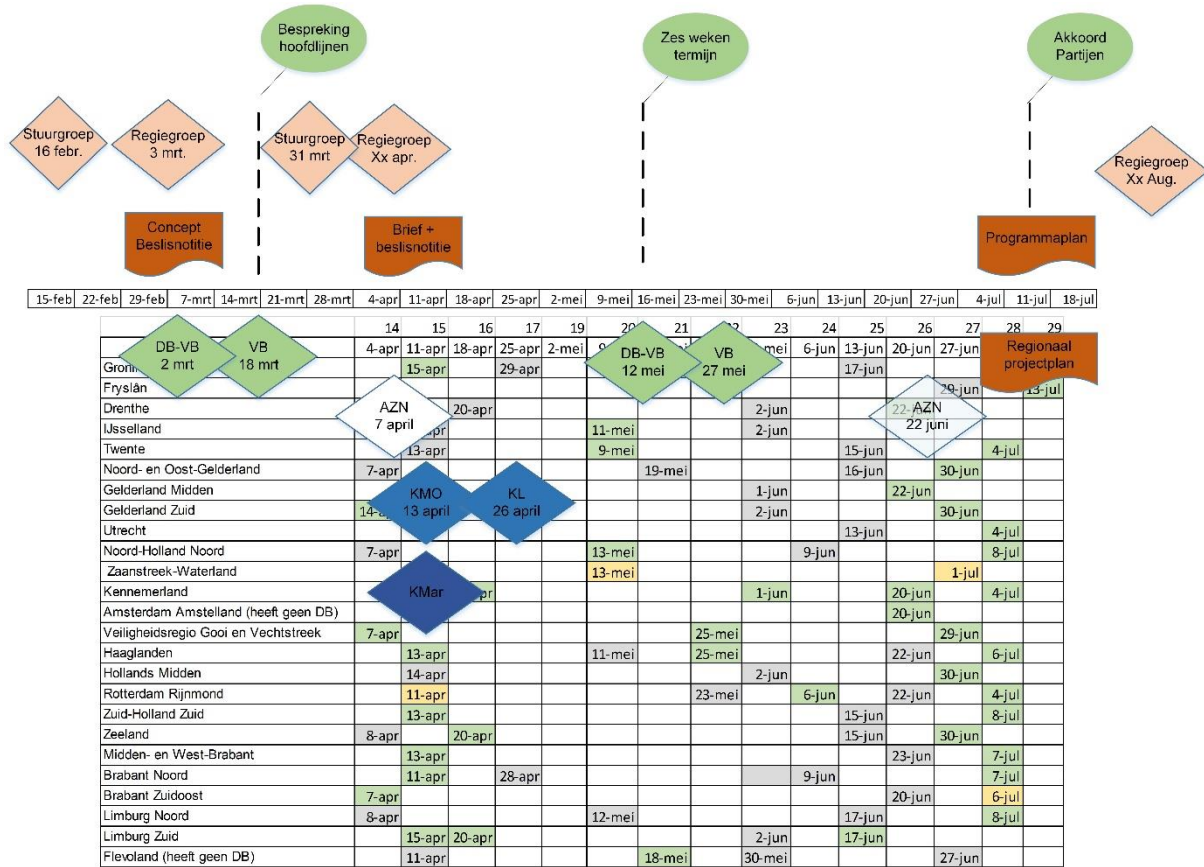 Bespreking
hoofdlijnen
Zes weken
termijn
Akkoord
Partijen
Stuurgroep
16 febr.
Regiegroep
3 mrt.
Stuurgroep
31 mrt
Regiegroep
Xx apr.
Regiegroep
Xx Aug.
Concept
Beslisnotitie
Brief +
beslisnotitie
Programmaplan
15-feb 22-feb 29-feb 7-mrt 14-mrt 21-mrt 28-mrt 4-apr 11-apr 18-apr 25-apr 2-mei 9-mei 16-mei 23-mei 30-mei 6-jun 13-jun 20-jun 27-jun 4-jul 11-jul 18-jul
14 15 16 17 19 20 21 22 23 24 25 26 27 28 29
4-apr 11-apr 18-apr 25-apr 2-mei mei 6-jun 13-jun 20-jun 27-jun
DB-VB
2 mrt
VB
18 mrt
DB-VB
12 mei
VB
27 mei
Regionaal
projectplan
15-apr 29-apr 17-jun
Fryslân 29-jun 13-jul
AZN
7 april
AZN
22 juni
Drenthe 20-apr 2-jun 22-jun
IJsselland 11-mei 2-jun
Twente 13-apr 9-mei 15-jun 4-jul
Noord- en Oost-Gelderland 7-apr 19-mei 16-jun 30-jun
KMO
13 april
KL
26 april
Gelderland Midden 1-jun 22-jun
Gelderland Zuid 2-jun 30-jun
Utrecht 13-jun 4-jul
Noord-Holland Noord 7-apr 13-mei 9-jun 8-jul
Zaanstreek-Waterland 13-mei 1-jul
KMar
Kennemerland 1-jun 20-jun 4-jul
Amsterdam Amstelland (heeft geen DB) 20-jun
Veiligheidsregio Gooi en Vechtstreek 7-apr 25-mei 29-jun
Haaglanden 13-apr 11-mei 25-mei 22-jun 6-jul
Hollands Midden 14-apr 2-jun 30-jun
Rotterdam Rijnmond 11-apr 23-mei 6-jun 22-jun 4-jul
Zuid-Holland Zuid 13-apr 15-jun 8-jul
Zeeland 8-apr 20-apr 15-jun 30-jun
Midden- en West-Brabant 13-apr 23-jun 7-jul
Brabant Noord 11-apr 28-apr 9-jun 7-jul
Brabant Zuidoost 7-apr 20-jun 6-jul
Limburg Noord 8-apr 12-mei 17-jun 8-jul
Limburg Zuid 15-apr 20-apr 2-jun 17-jun
Flevoland (heeft geen DB) 11-apr 18-mei 30-mei 27-jun